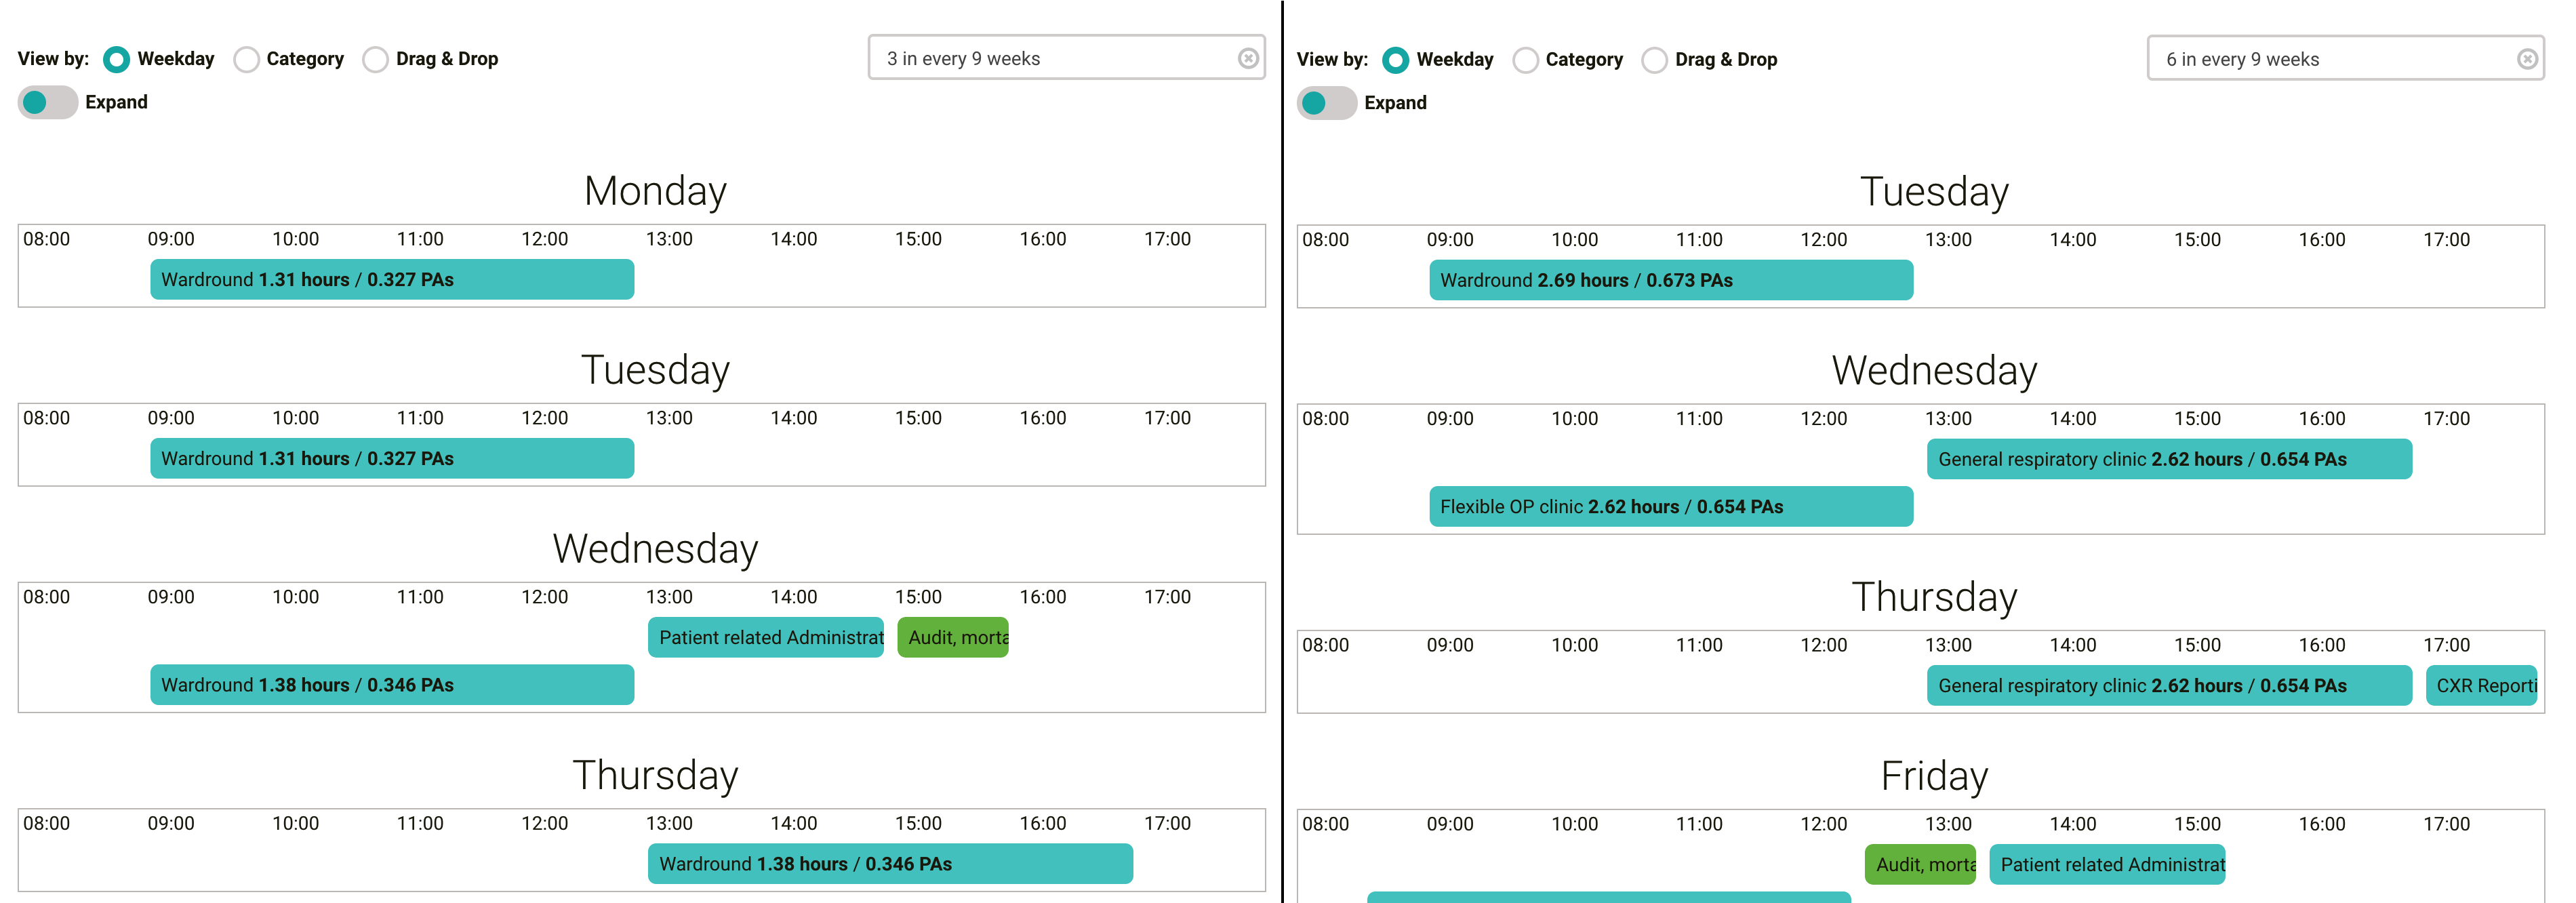 View by: Weekday Category Drag & Drop
3 in every 9 weeks
Expand
Monday
08:00 09:00 10:00 11:00 12:00 13:00 14:00 15:00 16:00 17:00
Wardround 1.31 hours / 0.327 PAs
Tuesday
08:00 09:00 10:00 11:00 12:00 13:00 14:00 15:00 16:00 17:00
Wardround 1.31 hours / 0.327 PAs
Wednesday
08:00 09:00 10:00 11:00 12:00 13:00 14:00 15:00 16:00 17:00
Patient related Administrat Audit, morta
Wardround 1.38 hours / 0.346 PAs
Thursday
08:00 09:00 10:00 11:00 12:00 13:00 14:00 15:00 16:00 17:00
Wardround 1.38 hours / 0.346 PAs
View by: Weekday Category Drag & Drop
6 in every 9 weeks
Expand
Tuesday
08:00 09:00 10:00 11:00 12:00 13:00 14:00 15:00 16:00 17:00
Wardround 2.69 hours / 0.673 PAs
Wednesday
08:00 09:00 10:00 11:00 12:00 13:00 14:00 15:00 16:00 17:00
General respiratory clinic 2.62 hours / 0.654 PAs
Flexible OP clinic 2.62 hours / 0.654 PAs
Thursday
08:00 09:00 10:00 11:00 12:00 13:00 14:00 15:00 16:00 17:00
General respiratory clinic 2.62 hours / 0.654 PAs CXR Reporti
Friday
08:00 09:00 10:00 11:00 12:00 13:00 14:00 15:00 16:00 17:00
Audit, morta Patient related Administrat